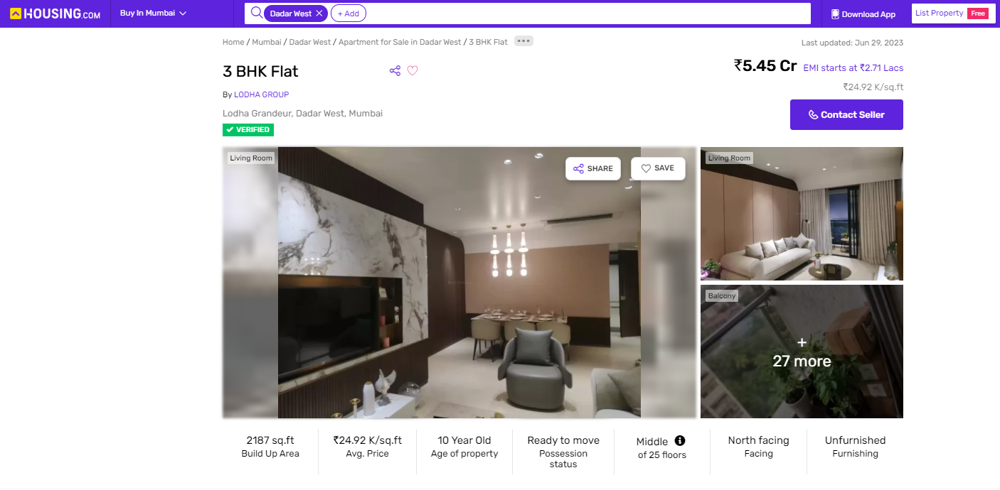 HOUSING.COM
Buy In Mumbai
Dadar West
+ Add
Download App
List Property Free
Home / Mumbai / Dadar West / Apartment for Sale in Dadar West / 3 BHK Flat
Last updated: Jun 29, 2023
3 BHK Flat
₹5.45 Cr EMI starts at ₹2.71 Lacs
₹24.92 K/sq.ft
By LODHA GROUP
Contact Seller
Lodha Grandeur, Dadar West, Mumbai
VERIFIED
Living Room
SHARE
SAVE
Living Room
Balcony
+
27 more
2187 sq.ft
Build Up Area
₹24.92 K/sq.ft
Avg. Price
10 Year Old
Age of property
Ready to move
Possession
status
Middle
of 25 floors
North facing
Facing
Unfurnished
Furnishing